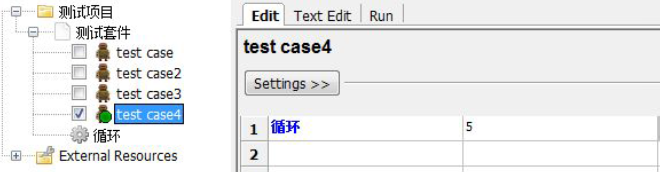 测试项目
测试套件
test case
test case2
test case3
test case4
循环
External Resources
Edit Text Edit Run
test case4
Settings >>
1 循环 5
2